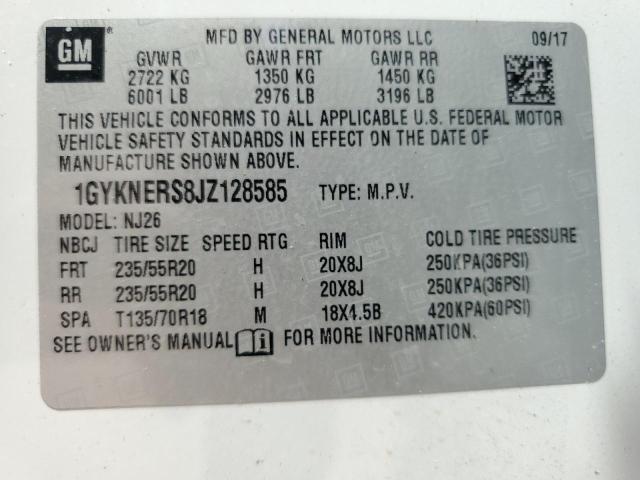 GM
MFD BY GENERAL MOTORS LLC 09/17
GVWR GAWR FRT GAWR RR
2722 KG 1350 KG 1450 KG
6001 LB 2976 LB 3196 LB
THIS VEHICLE CONFORMS TO ALL APPLICABLE U.S. FEDERAL MOTOR
VEHICLE SAFETY STANDARDS IN EFFECT ON THE DATE OF
MANUFACTURE SHOWN ABOVE.
1GYKNERS8JZ128585 TYPE: M.P.V.
MODEL: NJ26
NBCJ TIRE SIZE SPEED RTG RIM COLD TIRE PRESSURE
FRT 235/55R20 H 20X8J 250KPA(36PSI)
RR 235/55R20 H 20X8J 250KPA(36PSI)
SPA T135/70R18 M 18X4.5B 420KPA(60PSI)
SEE OWNER'S MANUAL i FOR MORE INFORMATION.